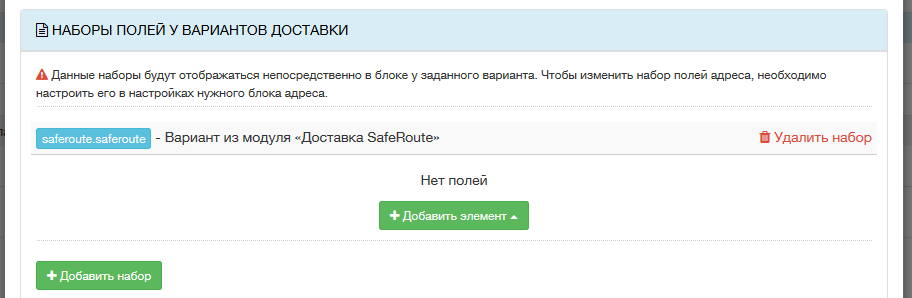 НАБОРЫ ПОЛЕЙ У ВАРИАНТОВ ДОСТАВКИ
Данные наборы будут отображаться непосредственно в блоке у заданного варианта. Чтобы изменить набор полей адреса, необходимо
настроить его в настройках нужного блока адреса.
saferoute.saferoute - Вариант из модуля «Доставка SafeRoute» Удалить набор
Нет полей
Добавить элемент
Добавить набор